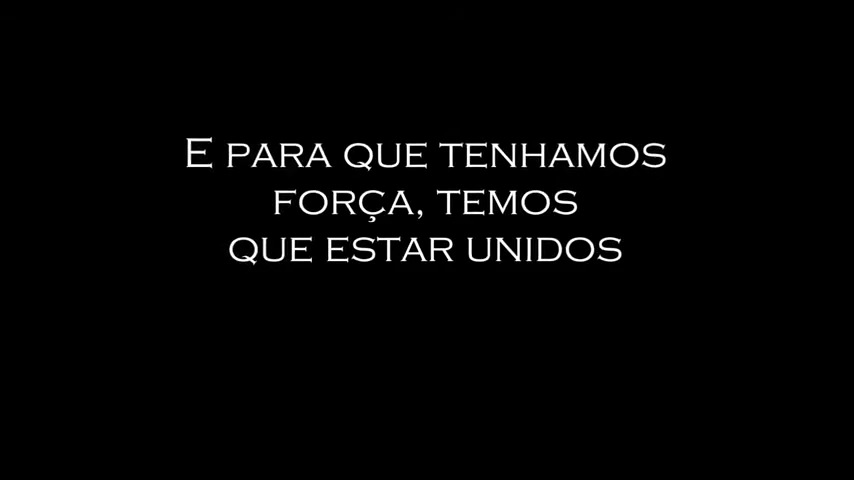 E PARA QUE TENHAMOS
FORÇA, TEMOS
QUE ESTAR UNIDOS